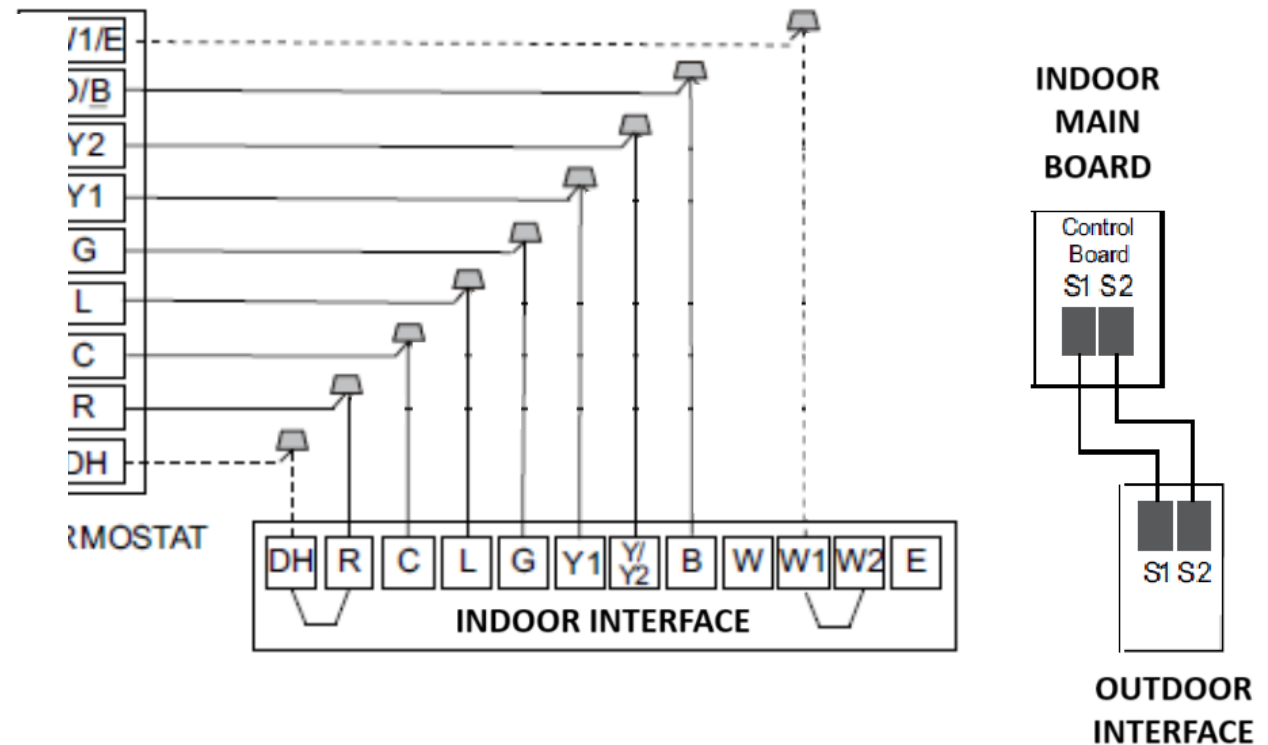 /1/E
)/B
Y2
Y1
G
L
C
R
DH
RMOSTAT
DH R C L G Y1 Y/Y2 B W W1 W2 E
INDOOR INTERFACE
INDOOR
MAIN
BOARD
Control
Board
S1 S2
S1 S2
OUTDOOR
INTERFACE